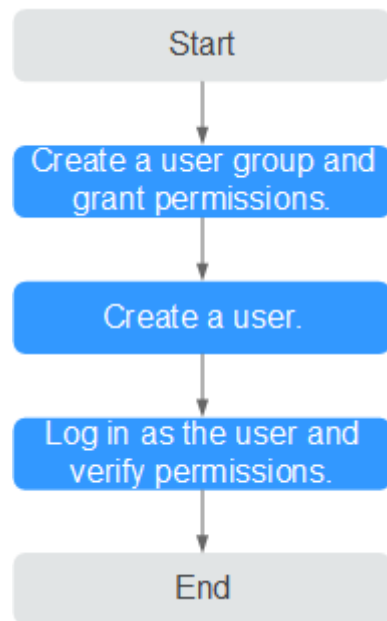 Start
Create a user group and
grant permissions.
Create a user.
Log in as the user and
verify permissions.
End